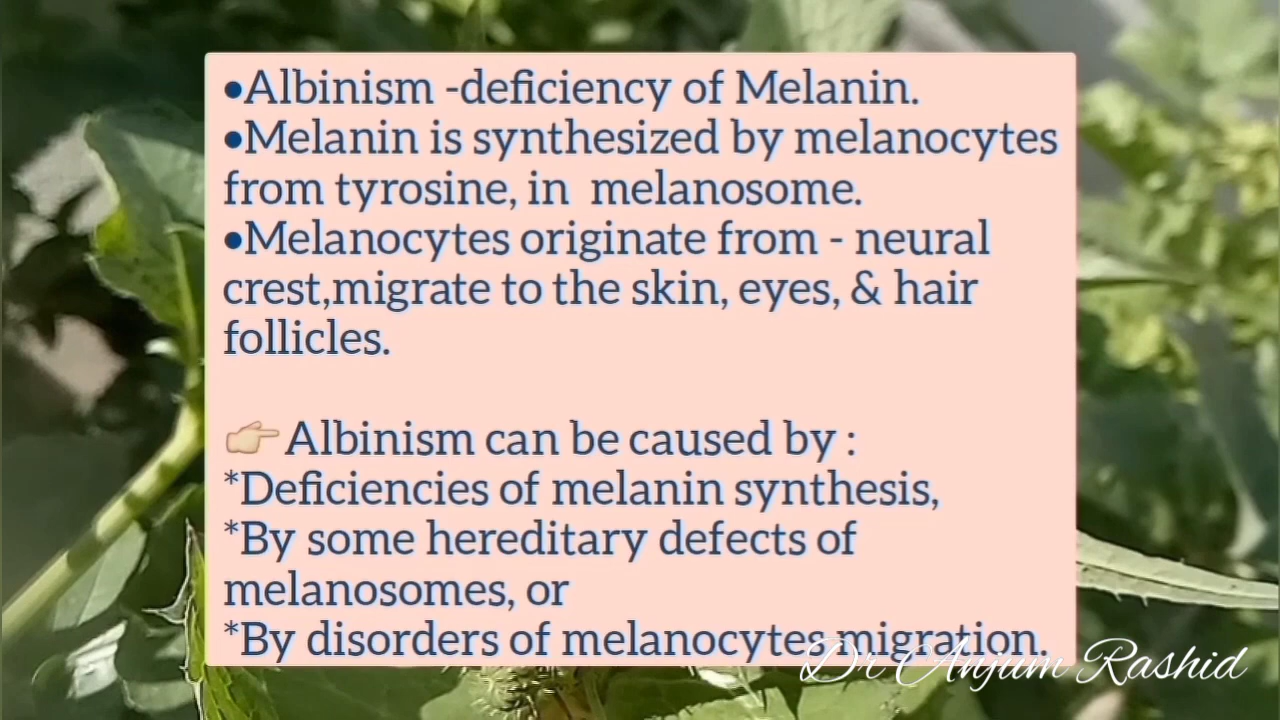 •Albinism -deficiency of Melanin.
•Melanin is synthesized by melanocytes
from tyrosine, in  melanosome.
•Melanocytes originate from - neural
crest,migrate to the skin, eyes, & hair
follicles.
👉🏼Albinism can be caused by :
*Deficiencies of melanin synthesis,
*By some hereditary defects of
melanosomes, or
*By disorders of melanocytes migration.
Dr Anjum Rashid